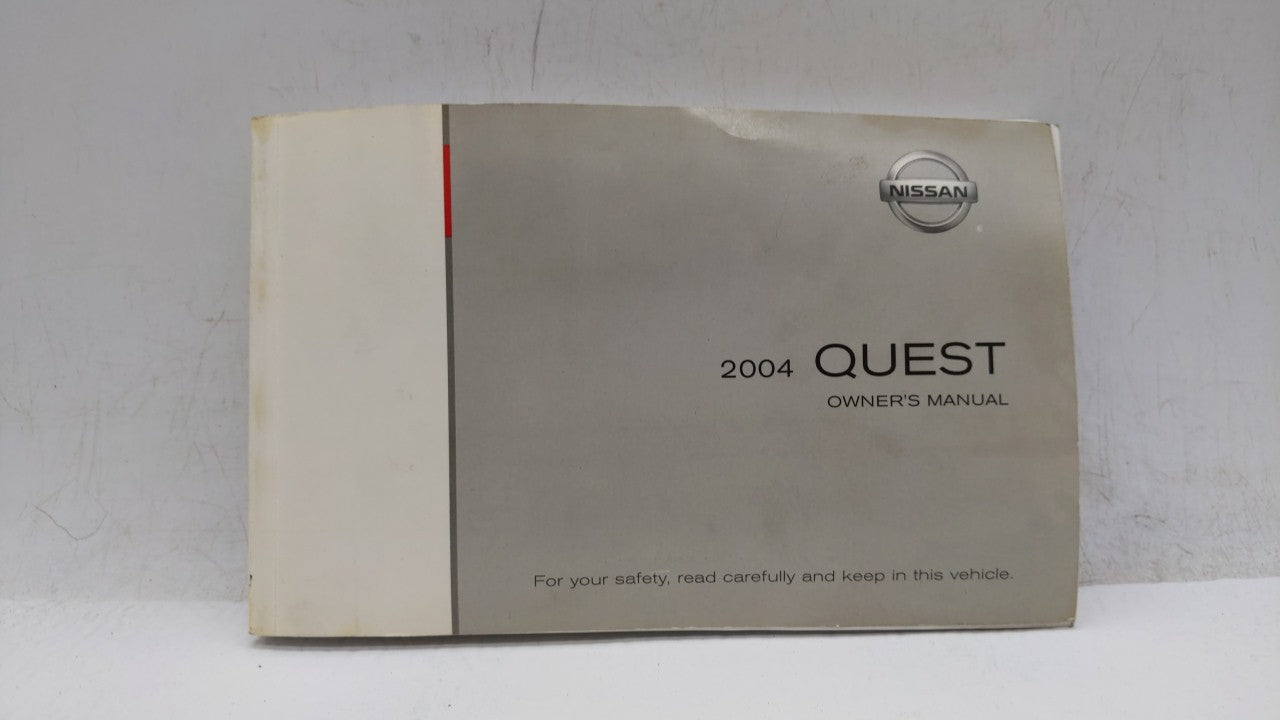 NISSAN
2004 QUEST
OWNER'S MANUAL
For your safety, read carefully and keep in this vehicle.